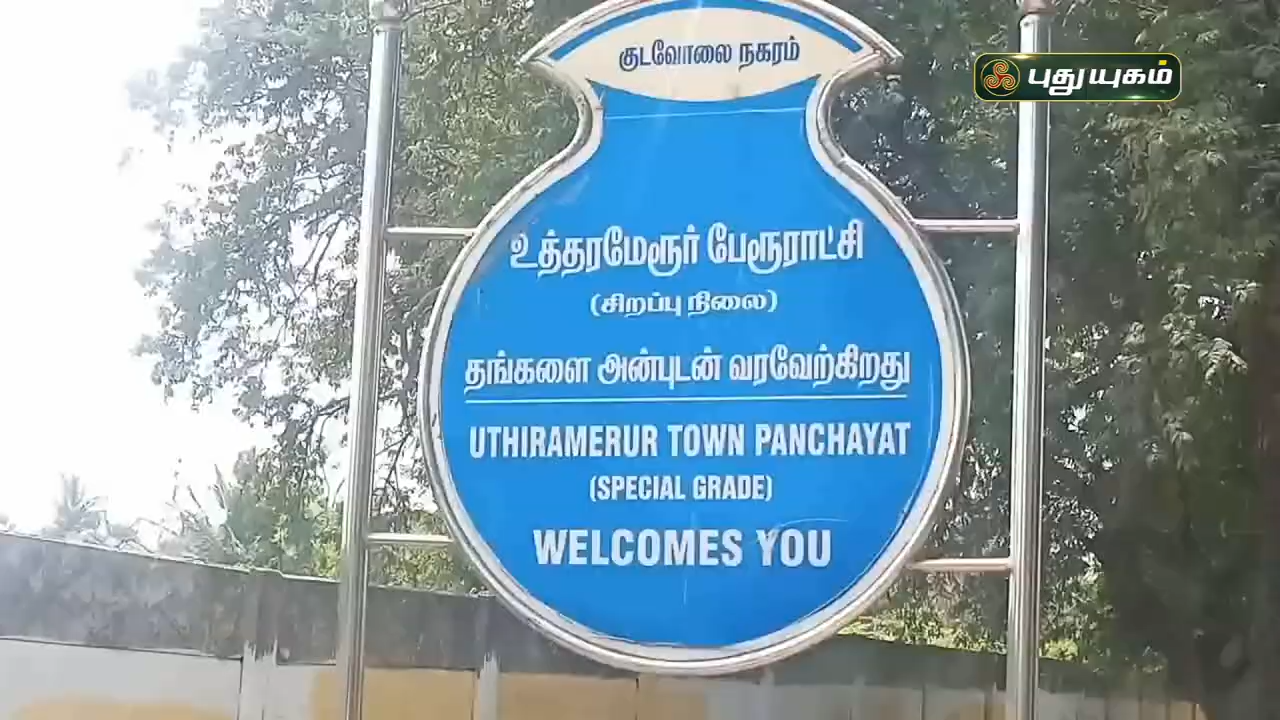 குடவோலை நகரம்
புதுயுகம்
உத்தரமேரூர் பேரூராட்சி
(சிறப்பு நிலை)
தங்களை அன்புடன் வரவேற்கிறது
UTHIRAMERUR TOWN PANCHAYAT
(SPECIAL GRADE)
WELCOMES YOU